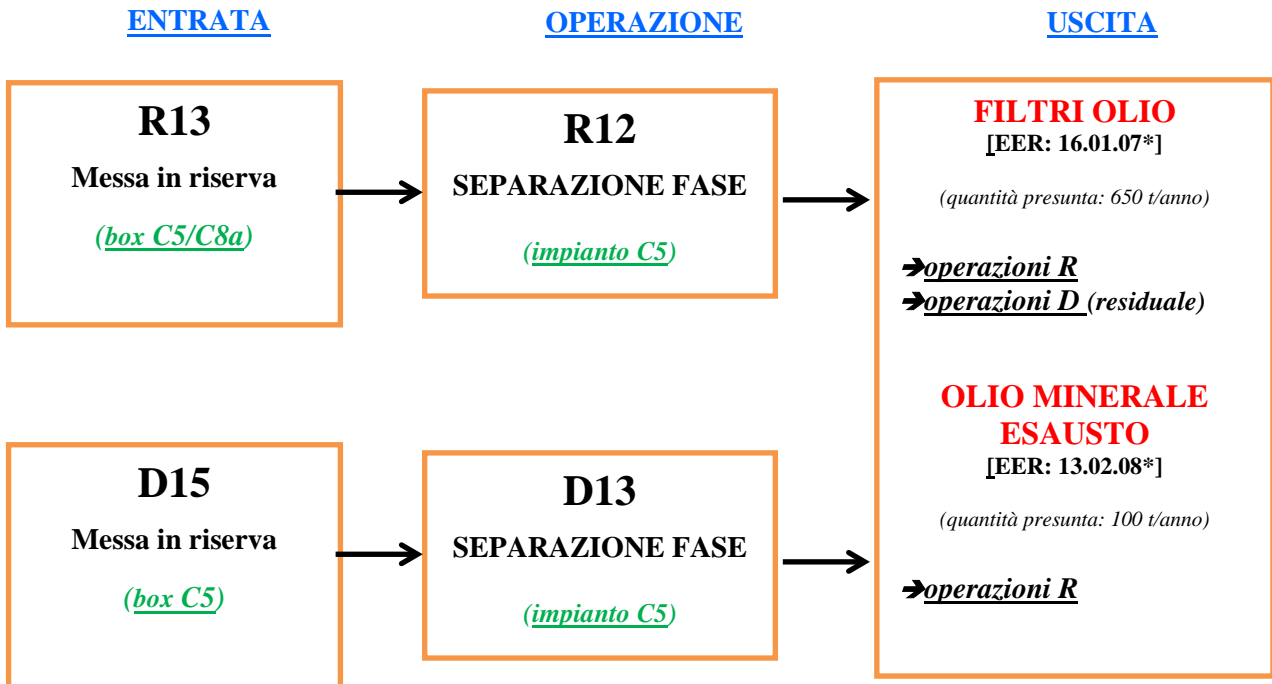 ENTRATA
OPERAZIONE
USCITA
R13
Messa in riserva
(box C5/C8a)
R12
SEPARAZIONE FASE
(impianto C5)
FILTRI OLIO
[EER: 16.01.07*]
(quantità presunta: 650 t/anno)
➔operazioni R
➔operazioni D (residuale)
D15
Messa in riserva
(box C5)
D13
SEPARAZIONE FASE
(impianto C5)
OLIO MINERALE
ESAUSTO
[EER: 13.02.08*]
(quantità presunta: 100 t/anno)
➔operazioni R